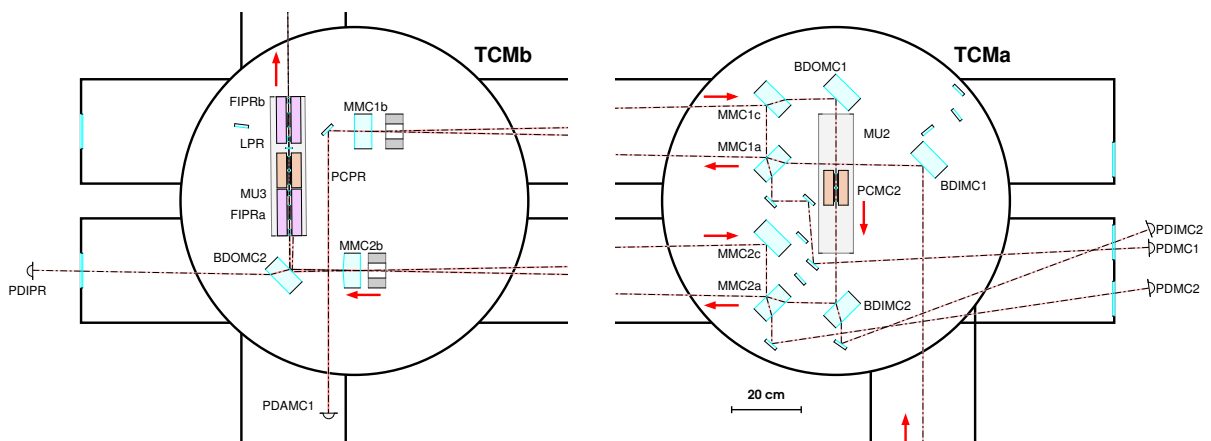 TCMb
FIPRb
MMC1b
LPR
PCPR
MU3
FIPRa
MMC2b
BDOMC2
PDIPR
PDAMC1
TCMa
BDOMC1
MMC1c
MU2
MMC1a
PCMC2
BDIMC1
MMC2c
PDIMC2
PDMC1
MMC2a
PDMC2
BDIMC2
20 cm